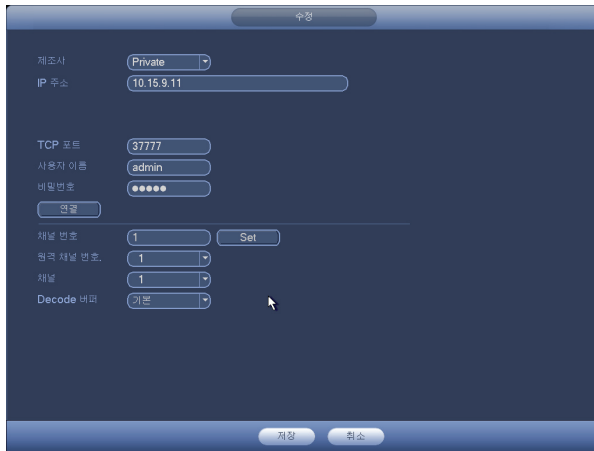 수정
제조사 Private
IP 주소 10.15.9.11
TCP 포트 37777
사용자 이름 admin
비밀번호 ●●●●●
연결
채널 번호 1 Set
원격 채널 번호. 1
채널 1
Decode 버퍼 기본
저장 취소